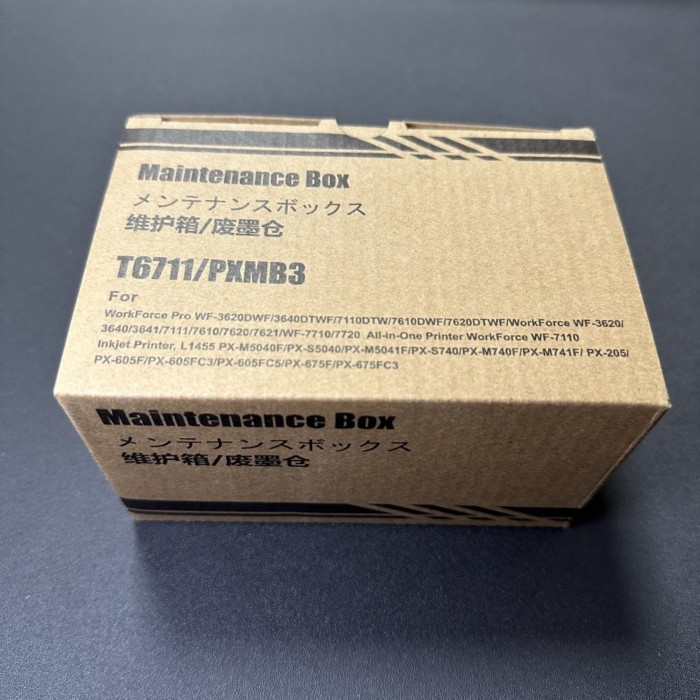 Maintenance Box
メンテナンスボックス
维护箱/废墨仓
T6711/PXMB3
For
WorkForce Pro WF-3620DWF/3640DTWF/7110DTW/7610DWF/7620DTWF/WorkForce WF-3620/
3640/3641/7111/7610/7620/7621/WF-7710/7720 All-in-One Printer WorkForce WF-7110
Inkjet Printer, L1455 PX-M5040F/PX-S5040/PX-M5041F/PX-S740/PX-M740F/PX-M741F/ PX-205/
PX-605F/PX-605FC3/PX-605FC5/PX-675F/PX-675FC3
Maintenance Box
メンテナンスボックス
维护箱/废墨仓